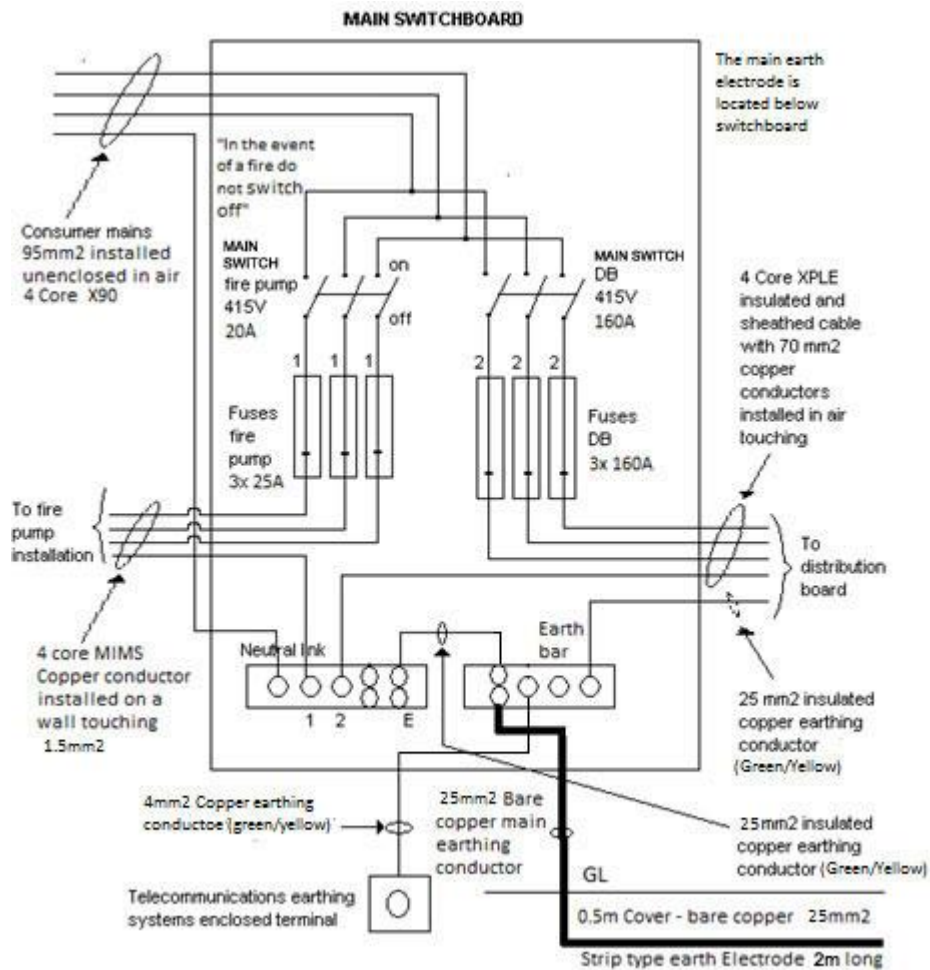 MAIN SWITCHBOARD
The main earth
electrode is
located below
switchboard
"In the event
of a fire do
not switch
off"
Consumer mains
95mm2 installed
unenclosed in air
4 Core X90
MAIN
SWITCH
fire pump
415V
20A
on
off
MAIN SWITCH
DB
415V
160A
4 Core XPLE
insulated and
sheathed cable
with 70 mm2
copper
conductors
installed in air
touching
1 1 1
2 2 2
Fuses
fire
pump
3x 25A
Fuses
DB
3x 160A
To fire
pump
installation
To
distribution
board
4 core MIMS
Copper conductor
installed on a
wall touching
1.5mm2
Neutral link
1 2 E
Earth
bar
25 mm2 insulated
copper earthing
conductor
(Green/Yellow)
4mm2 Copper earthing
conductoe (green/yellow)
25mm2 Bare
copper main
earthing
conductor
25mm2 insulated
copper earthing
conductor (Green/Yellow)
Telecommunications earthing
systems enclosed terminal
GL
0.5m Cover - bare copper 25mm2
Strip type earth Electrode 2m long